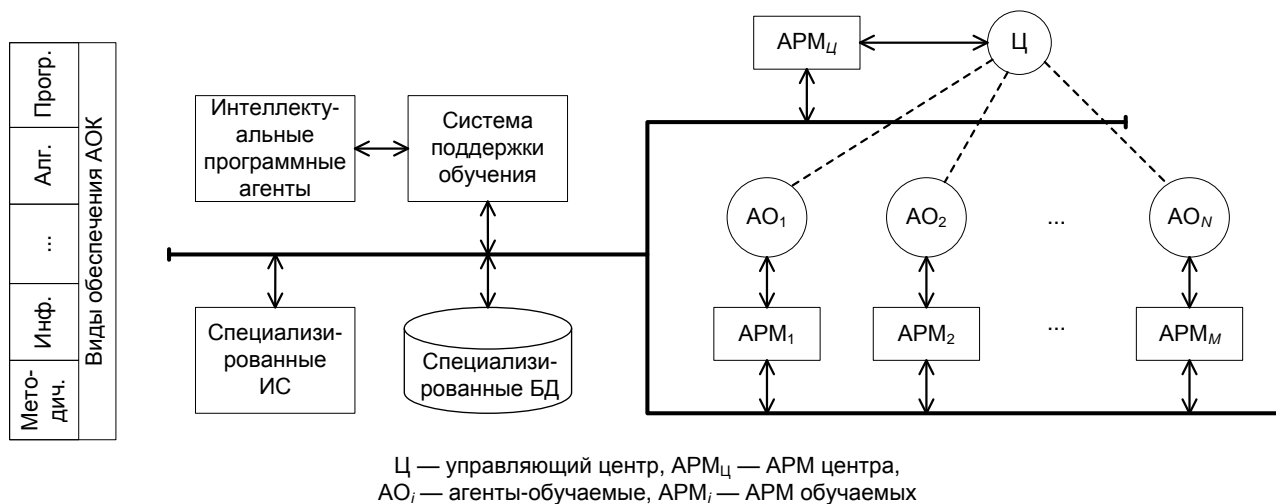 Прогр.
Алг.
...
Инф.
Мето-
дич.
Виды обеспечения АОК
Интеллекту-
альные
программные
агенты
Система
поддержки
обучения
Специализи-
рованные
ИС
Специализи-
рованные БД
АРМЦ
Ц
АО1
АО2
...
АОN
АРМ1
АРМ2
...
АРМM
Ц — управляющий центр, АРМЦ — АРМ центра,
АОi — агенты-обучаемые, АРМi — АРМ обучаемых